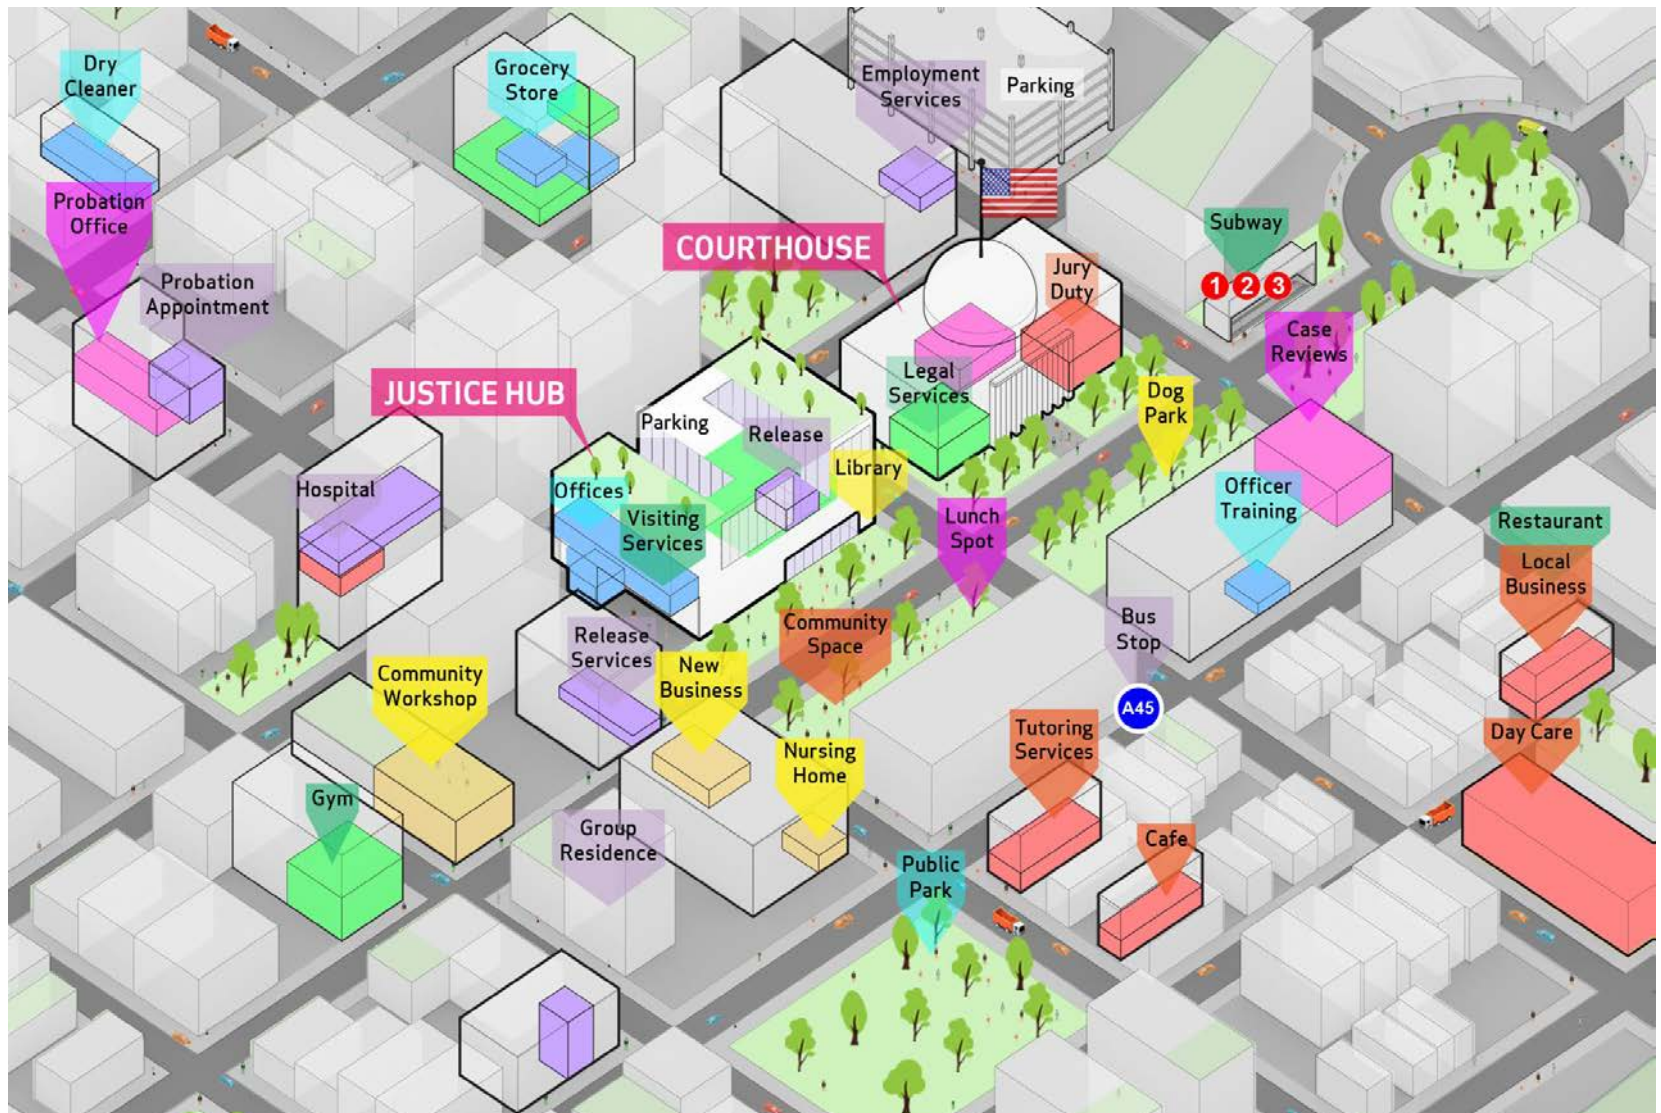 Dry
Cleaner
Grocery
Store
Employment
Services
Parking
Probation
Office
Subway
1 2 3
COURTHOUSE
Jury
Duty
Probation
Appointment
Case
Reviews
JUSTICE HUB
Legal
Services
Dog
Park
Parking
Release
Library
Hospital
Offices
Visiting
Services
Lunch
Spot
Officer
Training
Restaurant
Local
Business
Community
Space
Bus
Stop
A45
Release
Services
New
Business
Community
Workshop
Tutoring
Services
Day Care
Nursing
Home
Gym
Group
Residence
Cafe
Public
Park